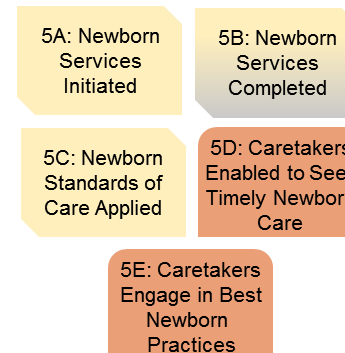 5A: Newborn
Services
Initiated
5B: Newborn
Services
Completed
5C: Newborn
Standards of
Care Applied
5D: Caretakers
Enabled to See
Timely Newbor
Care
5E: Caretakers
Engage in Best
Newborn
Practices